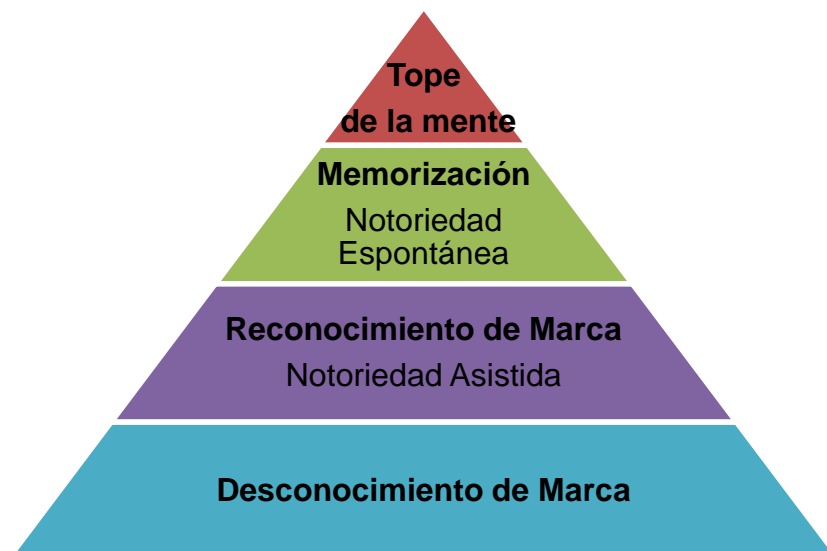 Tope
de la mente
Memorización
Notoriedad
Espontánea
Reconocimiento de Marca
Notoriedad Asistida
Desconocimiento de Marca